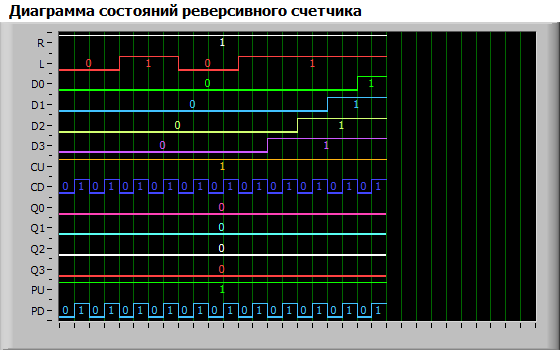 Диаграмма состояний реверсивного счетчика
R 1
L 0 1 0 1
D0 0 1
D1 0 1
D2 0 1
D3 0 1
CU 1
CD 0 1 0 1 0 1 0 1 0 1 0 1 0 1 0 1 0 1 0 1 0 1
Q0 0
Q1 0
Q2 0
Q3 0
PU 1
PD 0 1 0 1 0 1 0 1 0 1 0 1 0 1 0 1 0 1 0 1 0 1